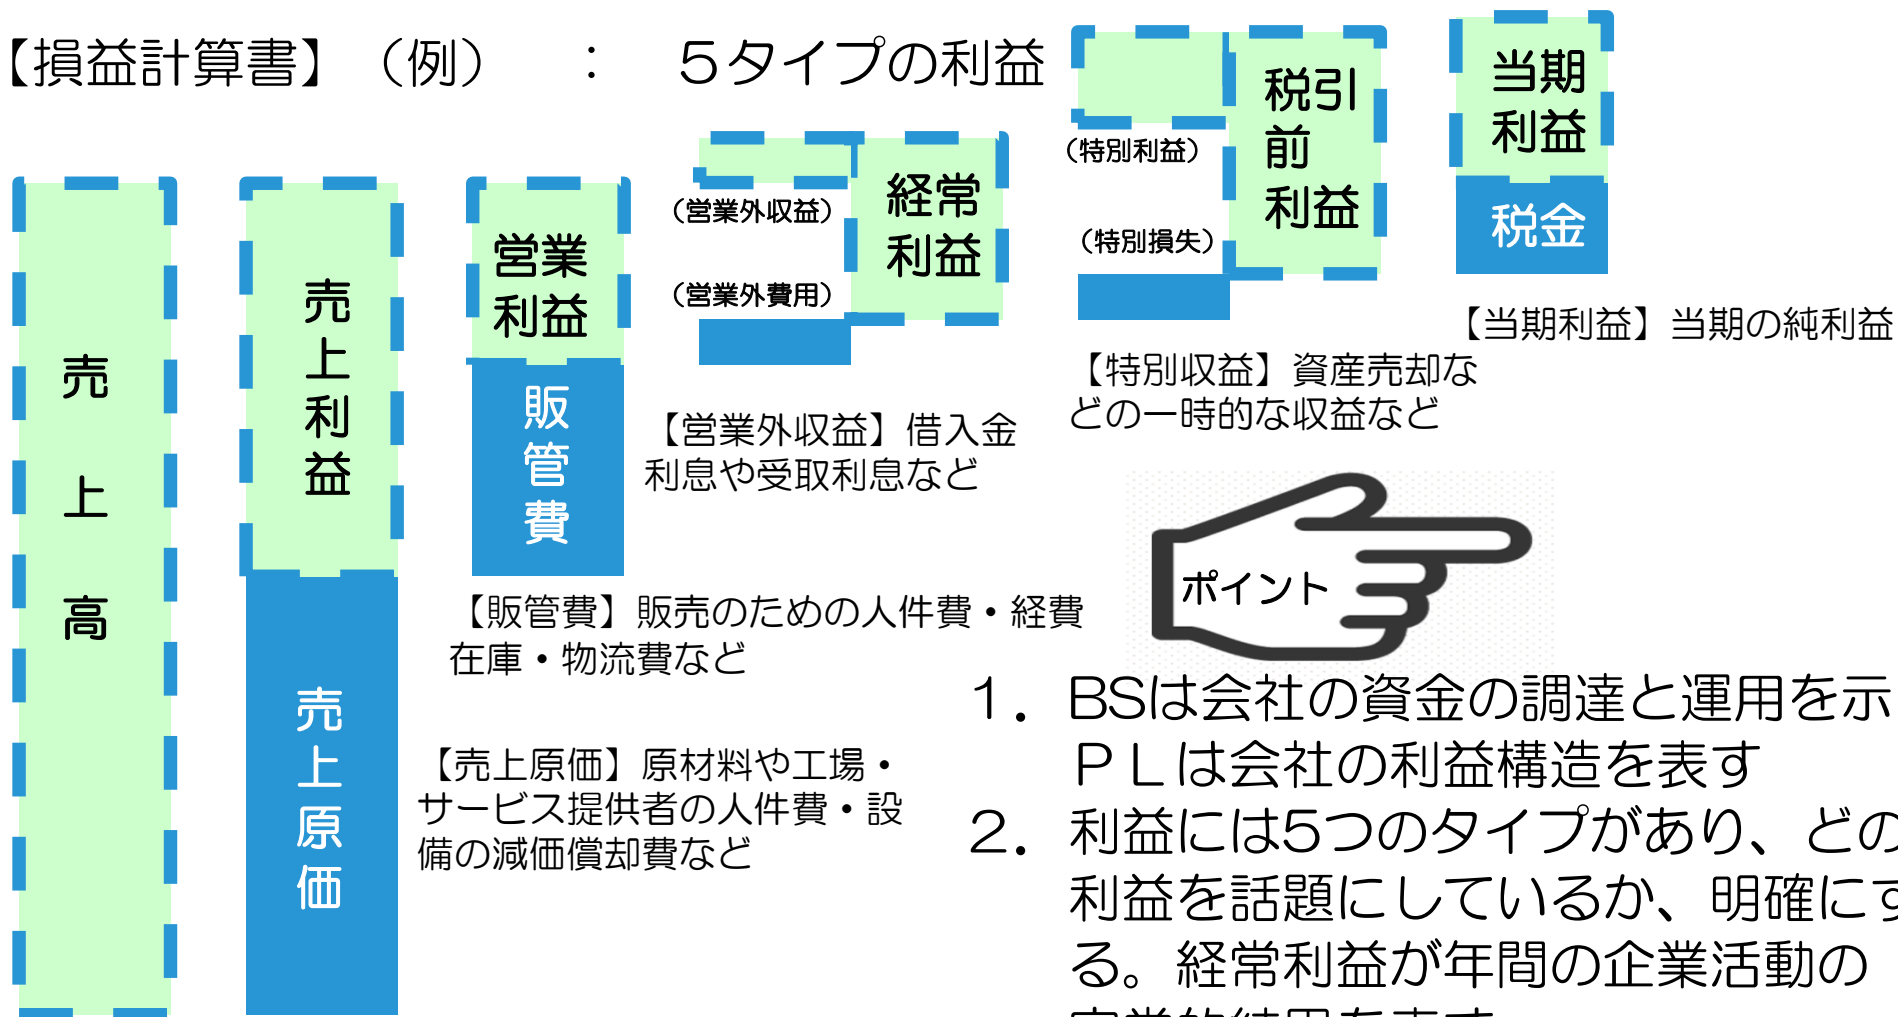 【損益計算書】（例） ： ５タイプの利益
売上高
売上利益
売上原価
営業
利益
販管費
（営業外収益）
（営業外費用）
経常
利益
（特別利益）
（特別損失）
税引
前
利益
当期
利益
税金
【当期利益】当期の純利益
【特別収益】資産売却な
どの一時的な収益など
【営業外収益】借入金
利息や受取利息など
【販管費】販売のための人件費・経費
在庫・物流費など
【売上原価】原材料や工場・
サービス提供者の人件費・設
備の減価償却費など
ポイント
１．BSは会社の資金の調達と運用を示
ＰＬは会社の利益構造を表す
２．利益には5つのタイプがあり、どの
利益を話題にしているか、明確にす
る。経常利益が年間の企業活動の